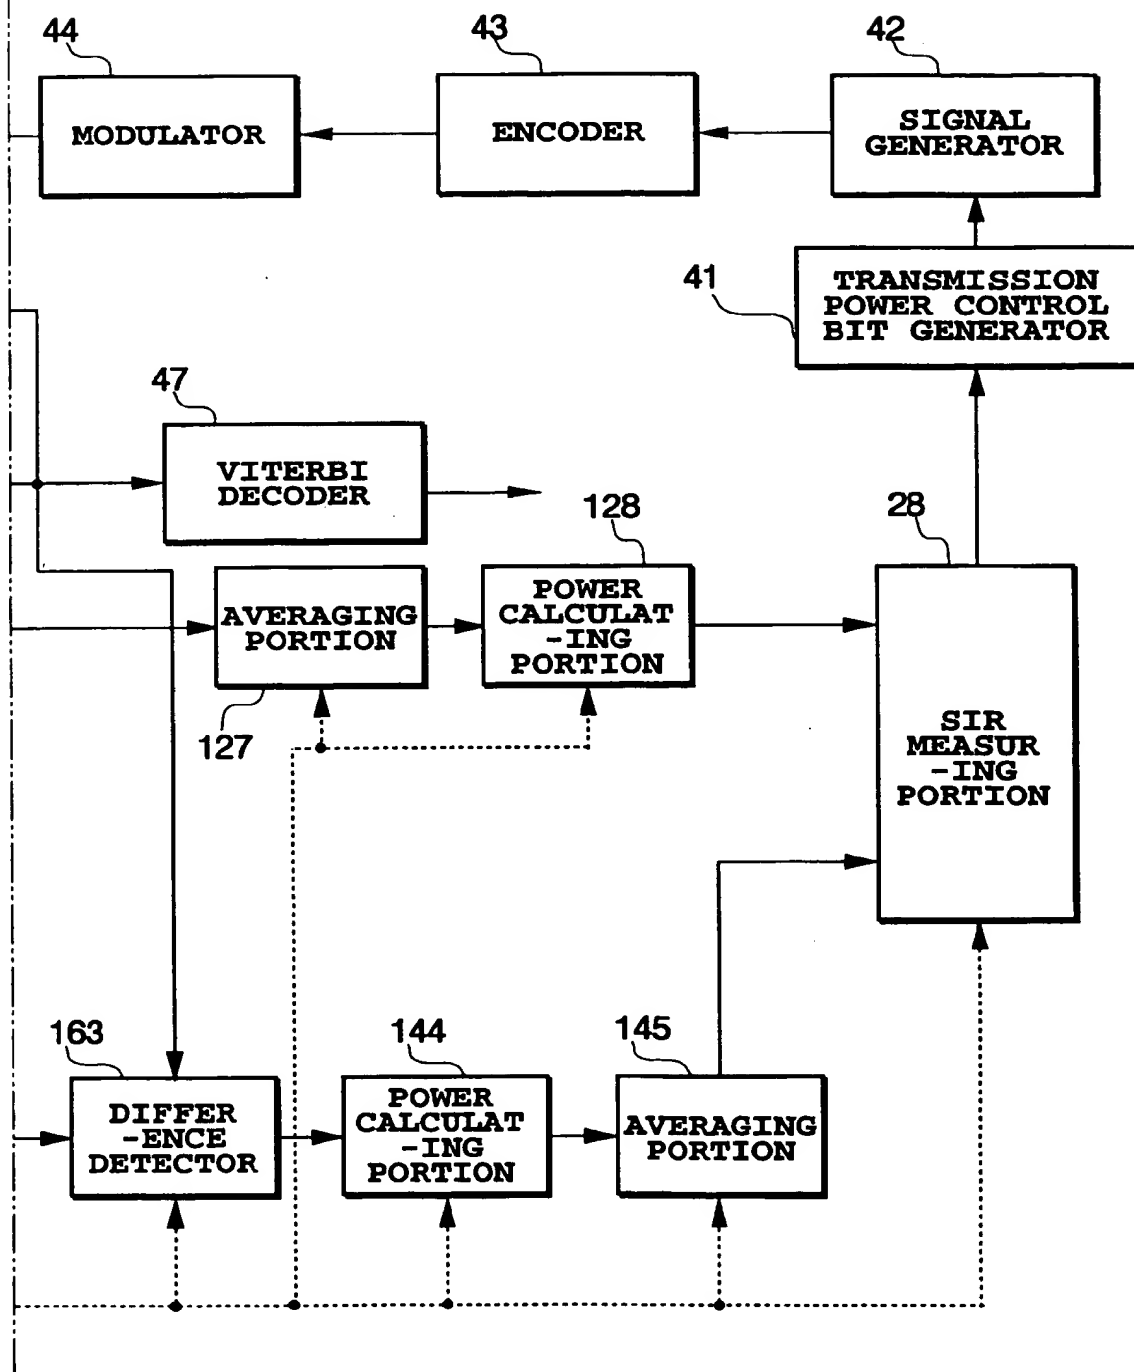 44
43
42
MODULATOR
ENCODER
SIGNAL
GENERATOR
41
TRANSMISSION
POWER CONTROL
BIT GENERATOR
47
VITERBI
DECODER
128
28
AVERAGING
PORTION
127
POWER
CALCULAT
-ING
PORTION
SIR
MEASUR
-ING
PORTION
163
144
145
DIFFER
-ENCE
DETECTOR
POWER
CALCULAT
-ING
PORTION
AVERAGING
PORTION